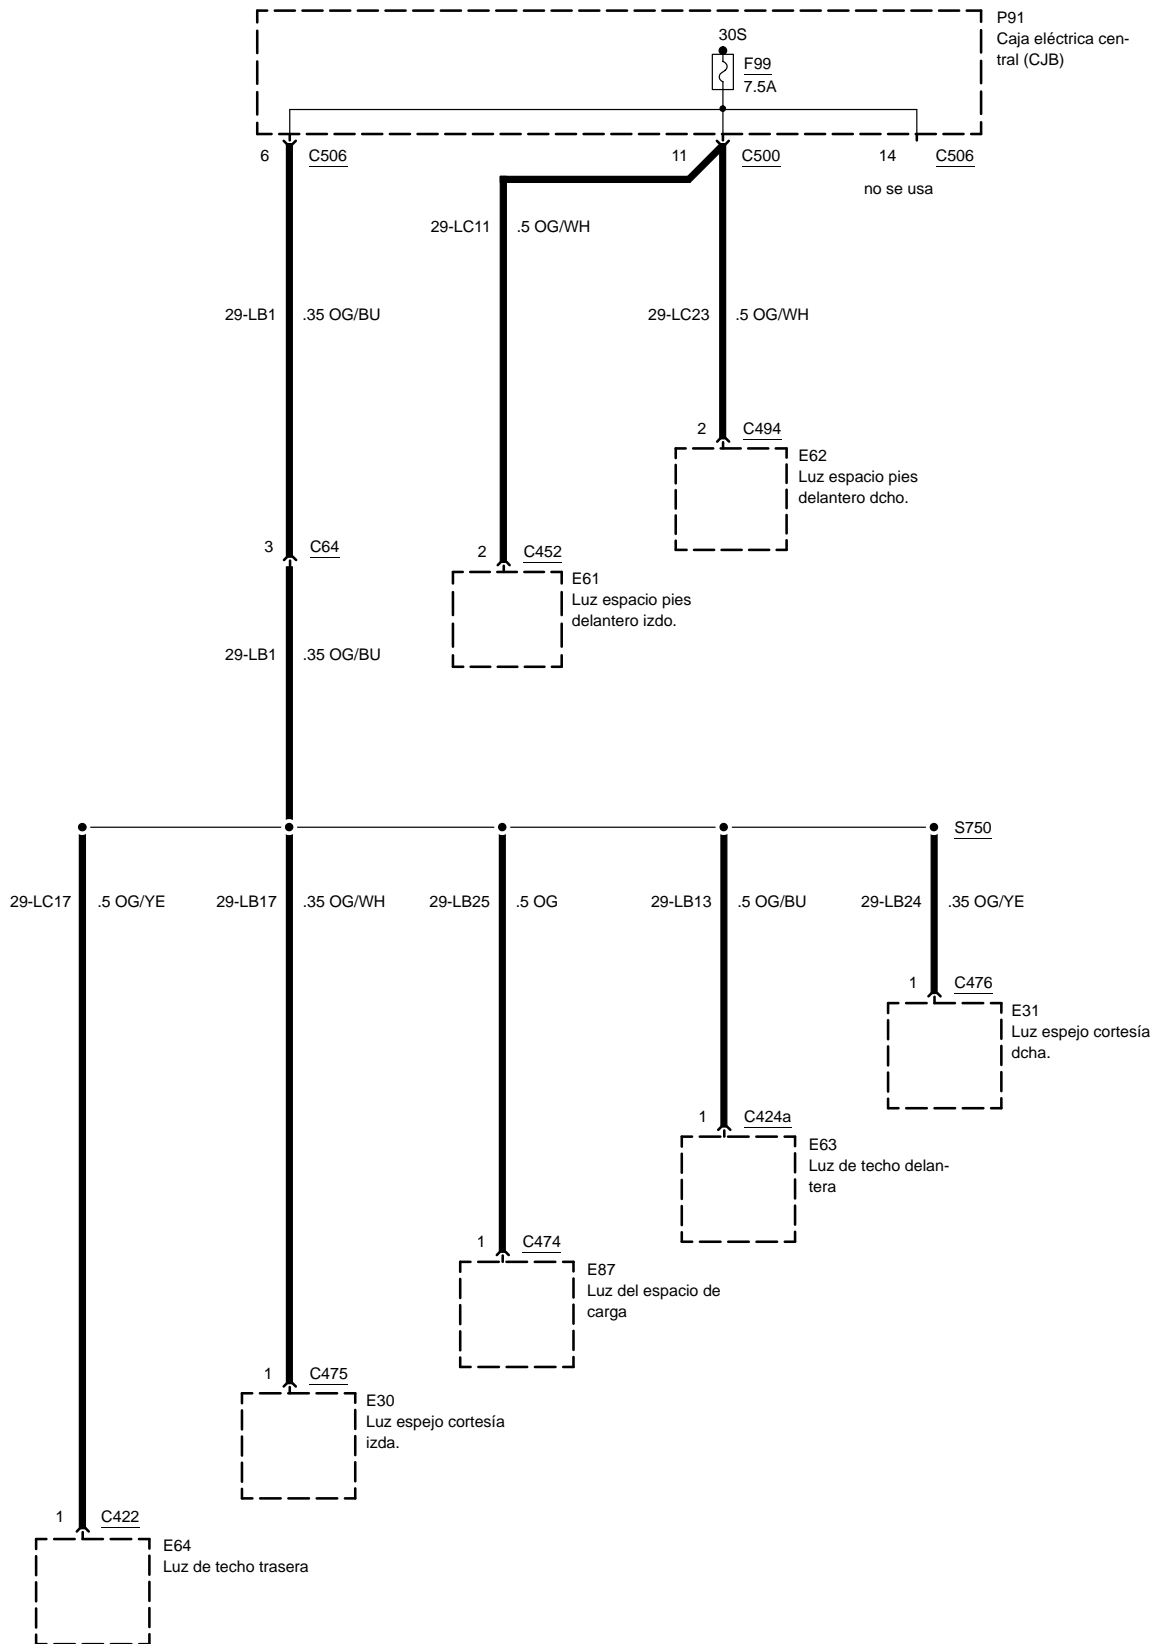 P91
Caja eléctrica cen-
tral (CJB)
30S
F99
7.5A
6 C506
11 C500
14 C506
no se usa
29-LC11 .5 OG/WH
29-LB1 .35 OG/BU
29-LC23 .5 OG/WH
2 C494
E62
Luz espacio pies
delantero dcho.
3 C64
2 C452
E61
Luz espacio pies
delantero izdo.
29-LB1 .35 OG/BU
S750
29-LC17 .5 OG/YE
29-LB17 .35 OG/WH
29-LB25 .5 OG
29-LB13 .5 OG/BU
29-LB24 .35 OG/YE
1 C476
E31
Luz espejo cortesía
dcha.
1 C424a
E63
Luz de techo delan-
tera
1 C474
E87
Luz del espacio de
carga
1 C475
E30
Luz espejo cortesía
izda.
1 C422
E64
Luz de techo trasera